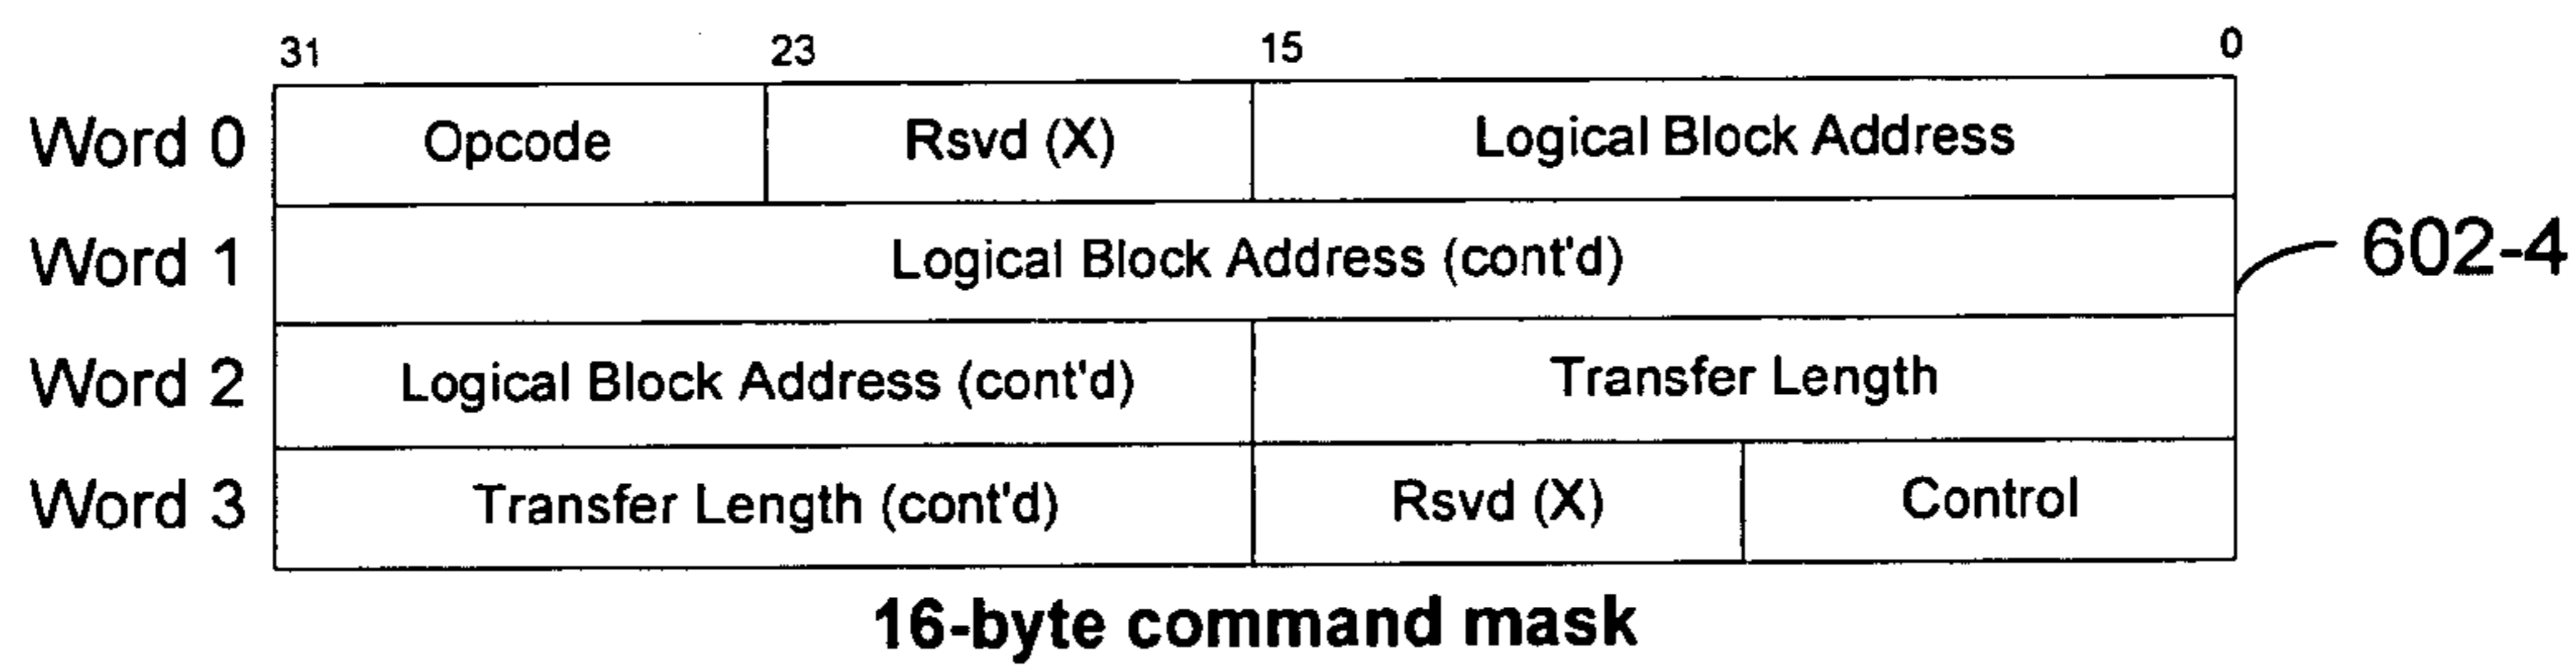 31 23 15 0
Word 0 Opcode Rsvd (X) Logical Block Address
Word 1 Logical Block Address (cont'd) 602-4
Word 2 Logical Block Address (cont'd) Transfer Length
Word 3 Transfer Length (cont'd) Rsvd (X) Control
16-byte command mask